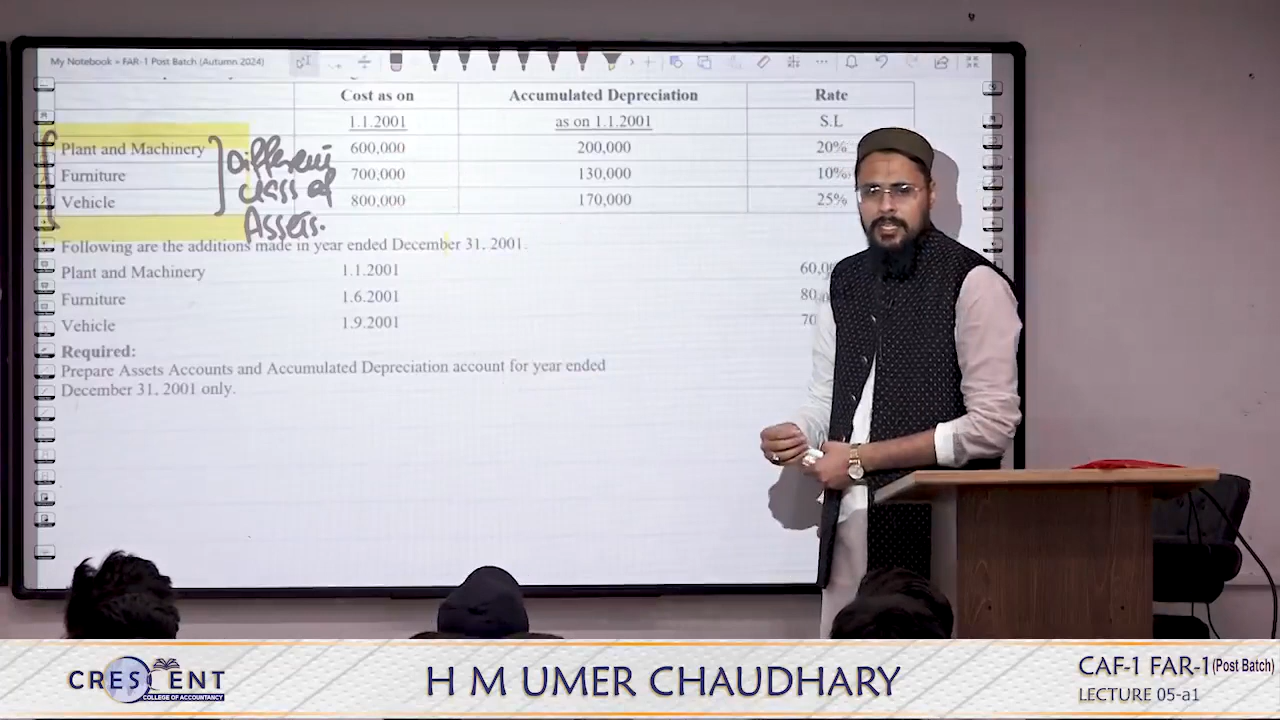 My Notebook » FAR-1 Post Batch (Autumn 2024)
Cost as on Accumulated Depreciation Rate
1.1.2001 as on 1.1.2001 S.L
Plant and Machinery 600,000 200,000 20%
Furniture 700,000 130,000 10%
Vehicle 800,000 170,000 25%
Different
class of
Assets.
Following are the additions made in year ended December 31, 2001.
Plant and Machinery 1.1.2001
Furniture 1.6.2001
Vehicle 1.9.2001
Required:
Prepare Assets Accounts and Accumulated Depreciation account for year ended
December 31, 2001 only.
CRESCENT
COLLEGE OF ACCOUNTANCY
H M UMER CHAUDHARY
CAF-1 FAR-1 (Post Batch)
LECTURE 05-a1